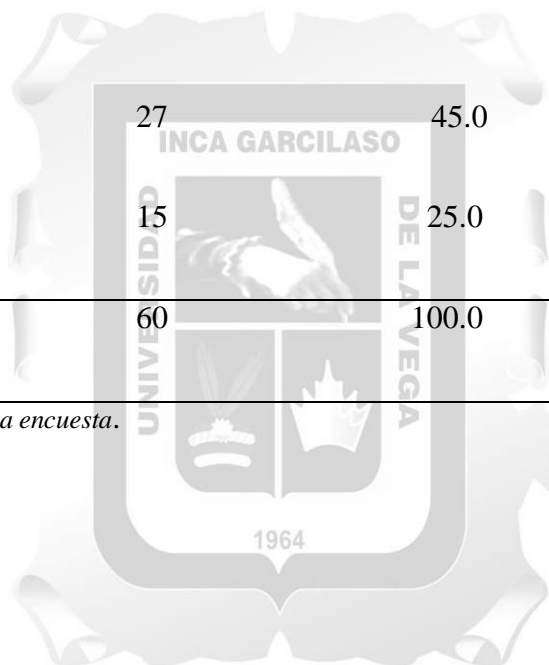 27 45.0
INCA GARCILASO
15 25.0
UNIVERSIDAD
DE LA VEGA
60 100.0
a encuesta.
1964